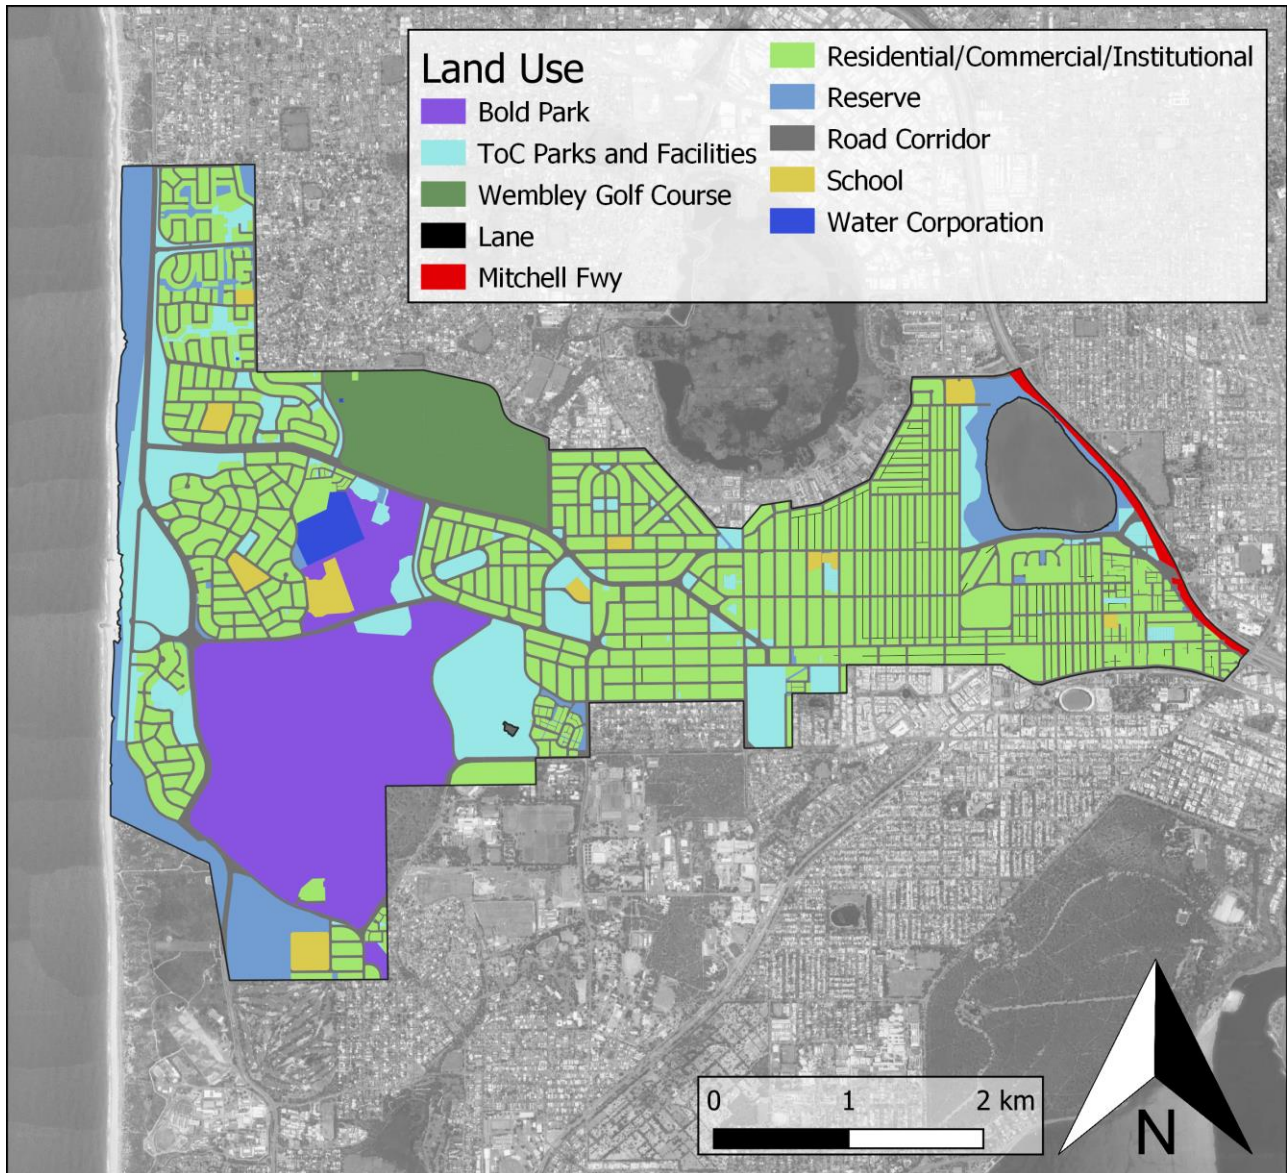 Land Use
Bold Park
ToC Parks and Facilities
Wembley Golf Course
Lane
Mitchell Fwy
Residential/Commercial/Institutional
Reserve
Road Corridor
School
Water Corporation
0 1 2 km
N